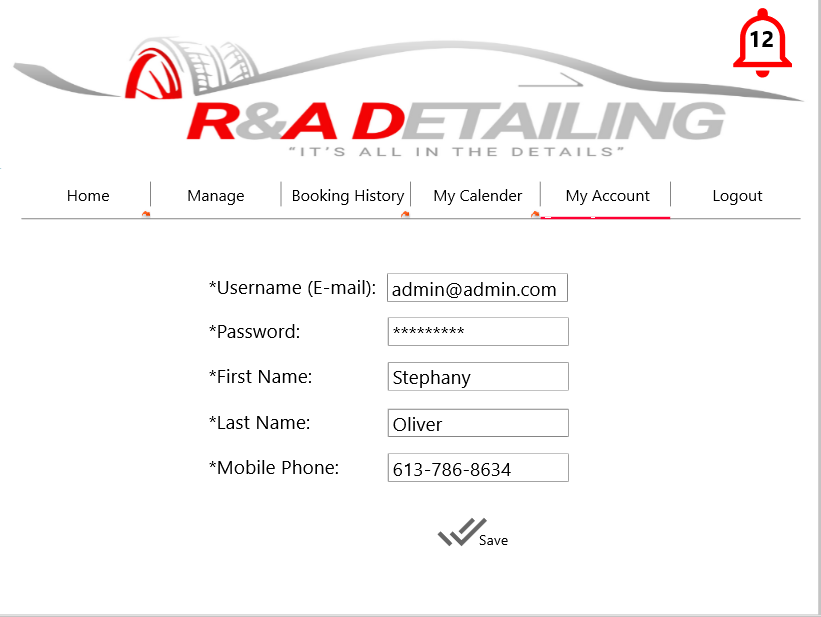 12
R&A DETAILING
"IT'S ALL IN THE DETAILS"
Home Manage Booking History My Calender My Account Logout
*Username (E-mail): admin@admin.com
*Password: *********
*First Name: Stephany
*Last Name: Oliver
*Mobile Phone: 613-786-8634
Save